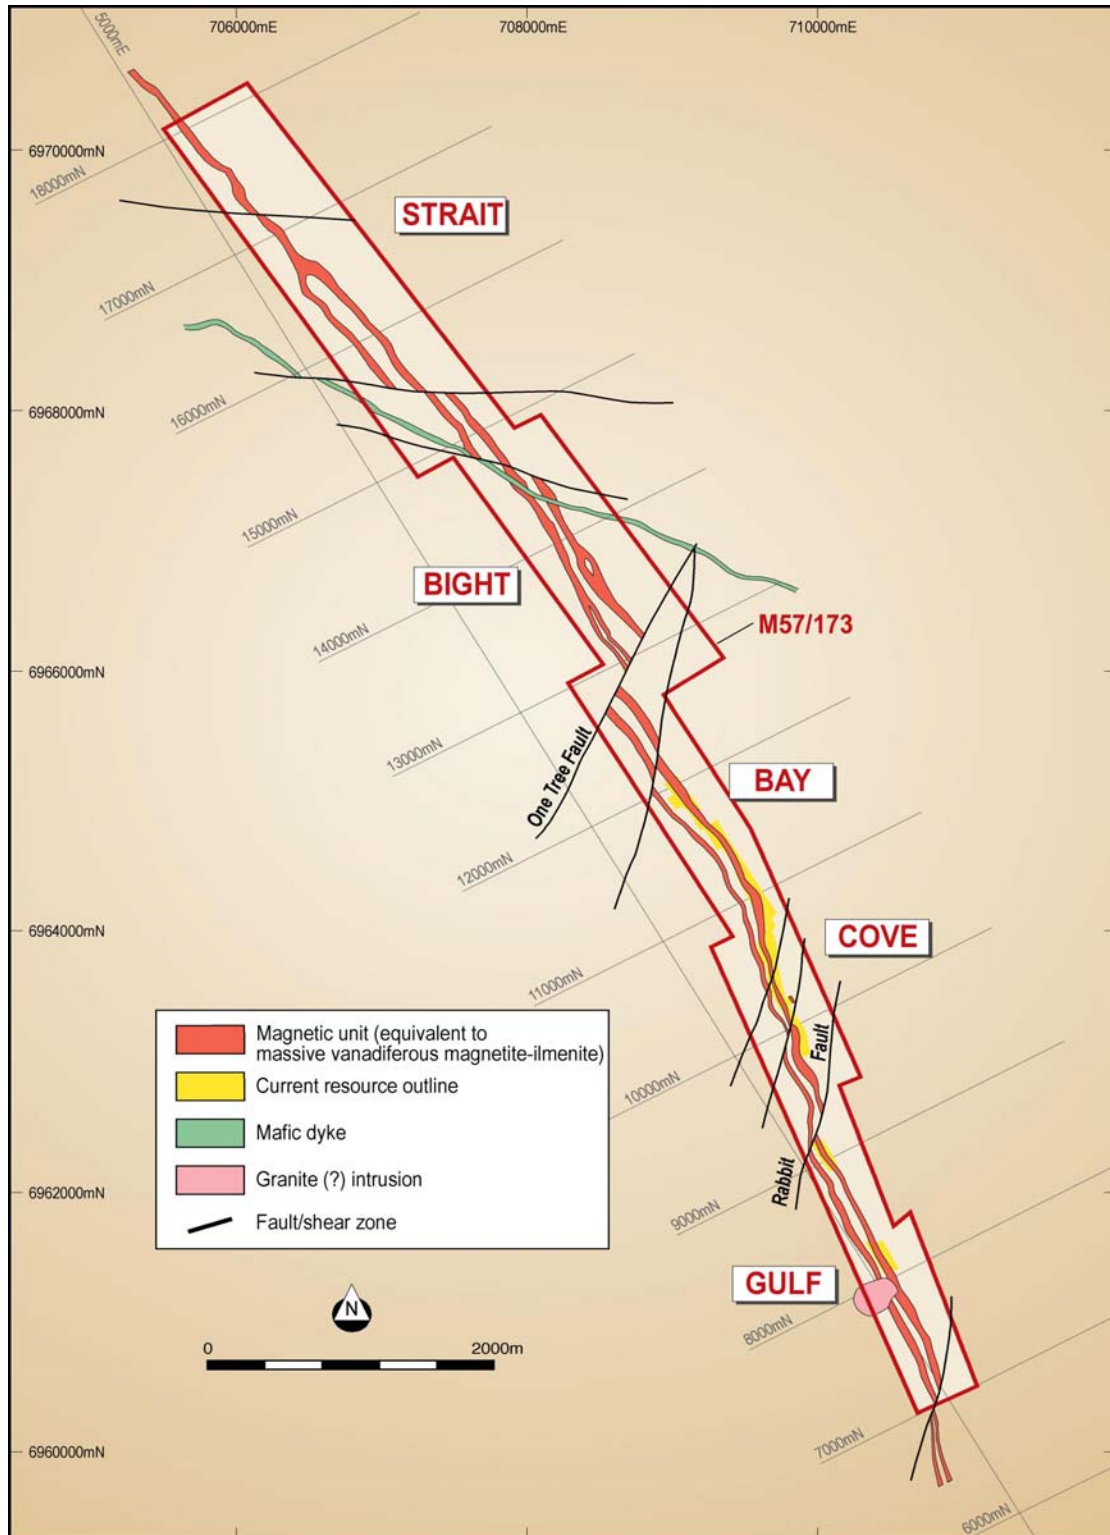 706000mE
708000mE
710000mE
5000mE
6970000mN
18000mN
STRAIT
17000mN
6968000mN
16000mN
15000mN
BIGHT
M57/173
14000mN
6966000mN
13000mN
One Tree Fault
BAY
12000mN
6964000mN
COVE
11000mN
Magnetic unit (equivalent to
massive vanadiferous magnetite-ilmenite)
Current resource outline
Mafic dyke
Granite (?) intrusion
Fault/shear zone
Fault
10000mN
Rabbit
6962000mN
9000mN
GULF
N
8000mN
0
2000m
7000mN
6960000mN
6000mN